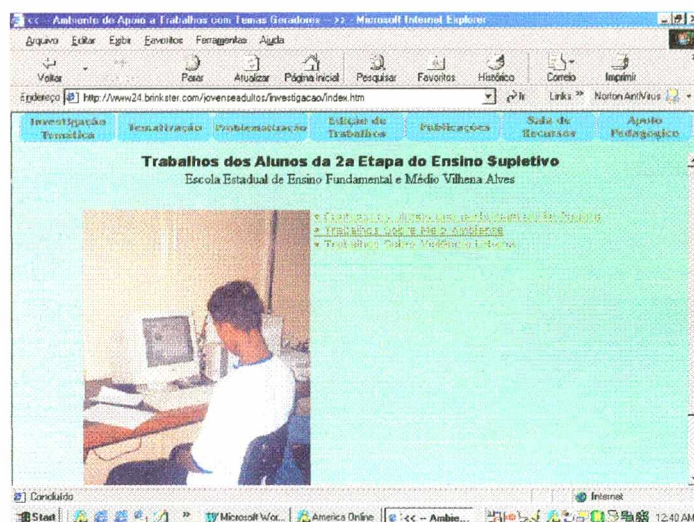 << -- Ambiente de Apoio a Trabalhos com Temas Geradores -- >> - Microsoft Internet Explorer
Arquivo Editar Exibir Favoritos Ferramentas Ajuda
Voltar Parar Atualizar Página inicial Pesquisar Favoritos Histórico Correio Imprimir
Endereço http://www24.brinkster.com/jovenseadultos/investigacao/index.htm Ir Links » Norton AntiVirus
Investigação Temática Tematização Problematização Edição de Trabalhos Publicações Sala de Recursos Apoio Pedagógico
Trabalhos dos Alunos da 2a Etapa do Ensino Supletivo
Escola Estadual de Ensino Fundamental e Médio Vilhena Alves
Trabalhos Sobre Meio Ambiente
Trabalhos Sobre Violência Urbana
Concluído Internet
Start » Microsoft Wor... America Online << -- Ambie... 12:40 AM